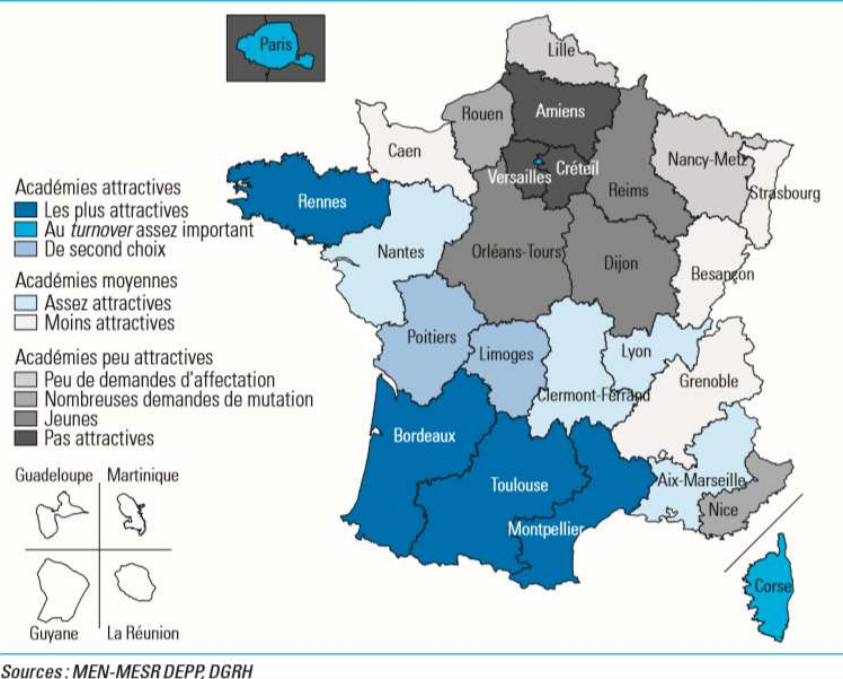 Paris
Lille
Amiens
Rouen
Caen
Nancy-Metz
Créteil
Versailles
Strasbourg
Reims
Académies attractives
Les plus attractives
Au turnover assez important
De second choix
Rennes
Nantes
Orléans-Tours
Dijon
Besançon
Académies moyennes
Assez attractives
Moins attractives
Poitiers
Limoges
Lyon
Grenoble
Clermont-Ferrand
Académies peu attractives
Peu de demandes d'affectation
Nombreuses demandes de mutation
Jeunes
Pas attractives
Bordeaux
Toulouse
Aix-Marseille
Nice
Montpellier
Guadeloupe
Martinique
Corse
Guyane
La Réunion
Sources : MEN-MESR DEPP, DGRH